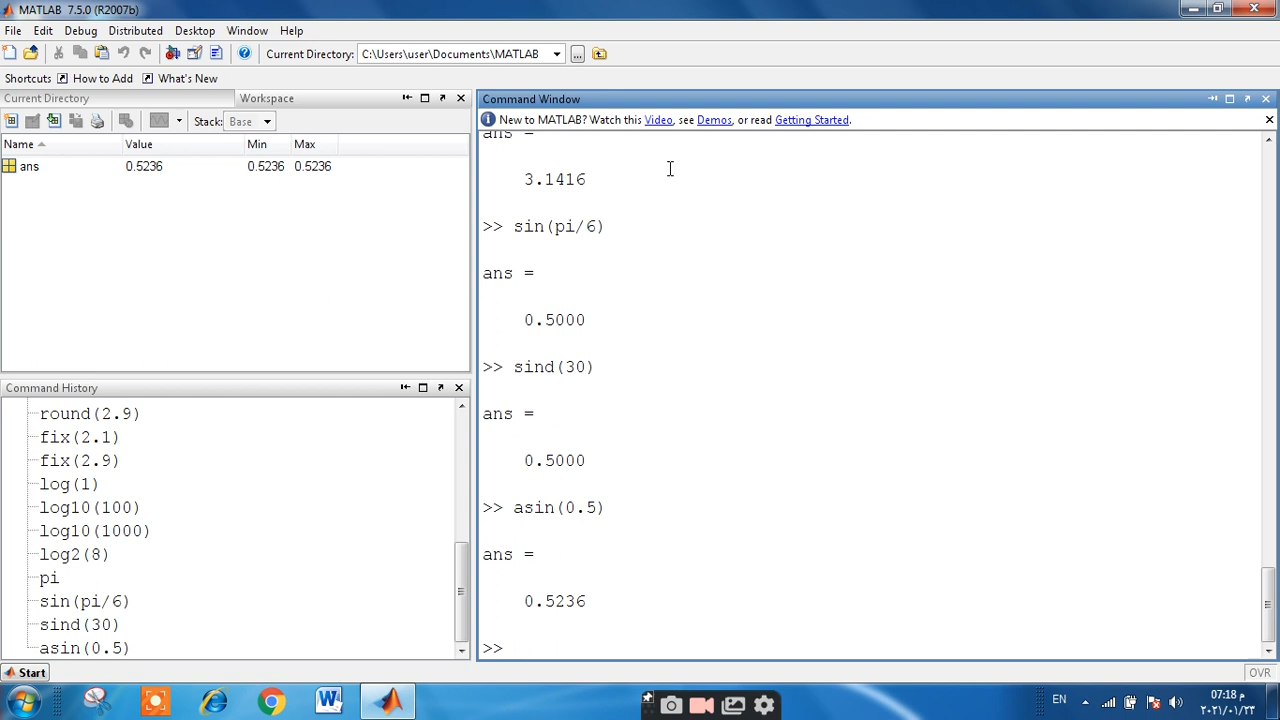 MATLAB 7.5.0 (R2007b)
File Edit Debug Distributed Desktop Window Help
Current Directory: C:\Users\user\Documents\MATLAB ...
Shortcuts How to Add What's New
Current Directory Workspace
Stack: Base
Name Value Min Max
ans 0.5236 0.5236 0.5236
Command History
round(2.9)
fix(2.1)
fix(2.9)
log(1)
log10(100)
log10(1000)
log2(8)
pi
sin(pi/6)
sind(30)
asin(0.5)
Command Window
New to MATLAB? Watch this Video, see Demos, or read Getting Started.
ans =
3.1416
>> sin(pi/6)
ans =
0.5000
>> sind(30)
ans =
0.5000
>> asin(0.5)
ans =
0.5236
>>
Start OVR
EN
07:18 م
٢٠٢١/٠١/٢٣